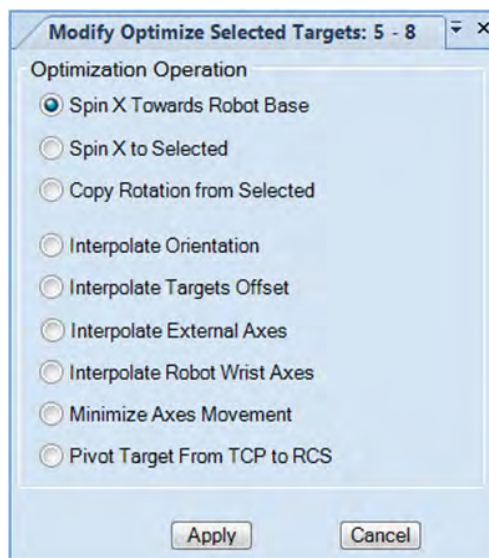 Modify Optimize Selected Targets: 5 - 8
Optimization Operation
Spin X Towards Robot Base
Spin X to Selected
Copy Rotation from Selected
Interpolate Orientation
Interpolate Targets Offset
Interpolate External Axes
Interpolate Robot Wrist Axes
Minimize Axes Movement
Pivot Target From TCP to RCS
Apply Cancel